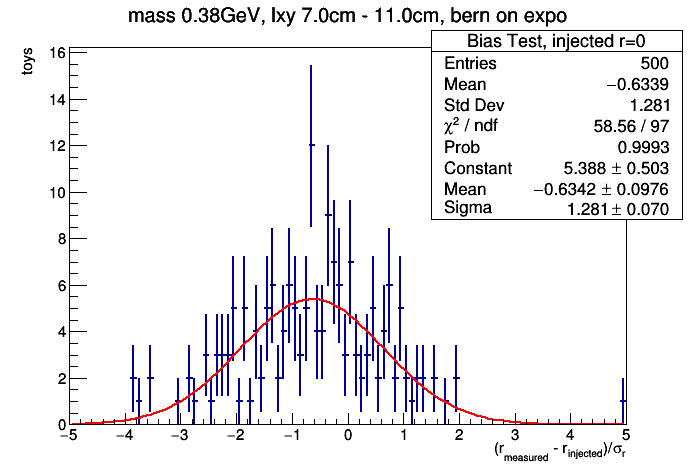 mass 0.38GeV, lxy 7.0cm - 11.0cm, bern on expo
toys
Bias Test, injected r=0
Entries 500
Mean −0.6339
Std Dev 1.281
χ² / ndf 58.56 / 97
Prob 0.9993
Constant 5.388 ± 0.503
Mean −0.6342 ± 0.0976
Sigma 1.281 ± 0.070
16
14
12
10
8
6
4
2
0
−5 −4 −3 −2 −1 0 1 2 3 4 5
(r_measured - r_injected)/σ_r